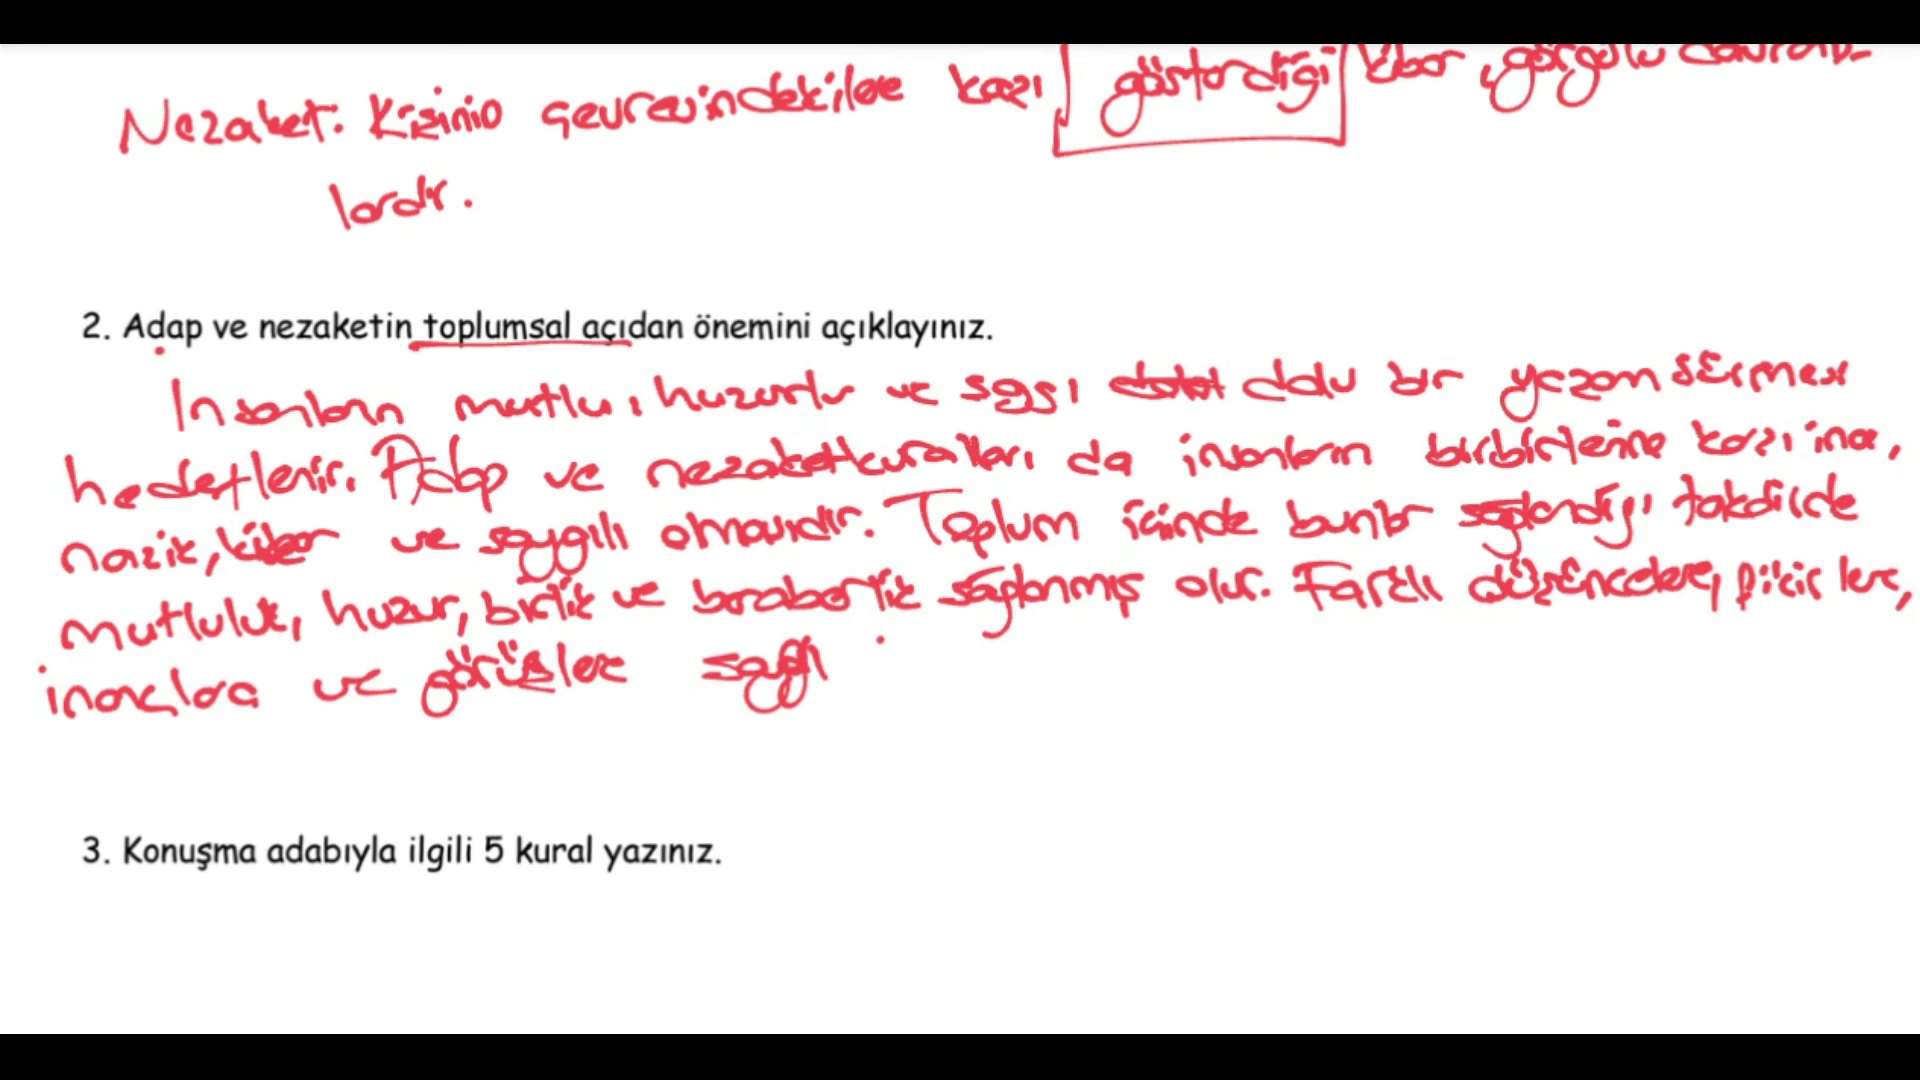 Nezaket: Kişinin çevresindekilere karşı gösterdiği kibar, görgülü davranış-
lardır.
2. Adap ve nezaketin toplumsal açıdan önemini açıklayınız.
İnsanların mutlu, huzurlu ve saygı dolu bir yaşam sürmesi
hedeflenir. Adap ve nezaket kuralları da insanların birbirlerine karşı ince,
nazik, kibar ve saygılı olmasıdır. Toplum içinde bunlar sağlandığı takdirde
mutluluk, huzur, birlik ve beraberlik sağlanmış olur. Farklı düşüncelere, fikirlere,
inançlara ve görüşlere saygı
3. Konuşma adabıyla ilgili 5 kural yazınız.